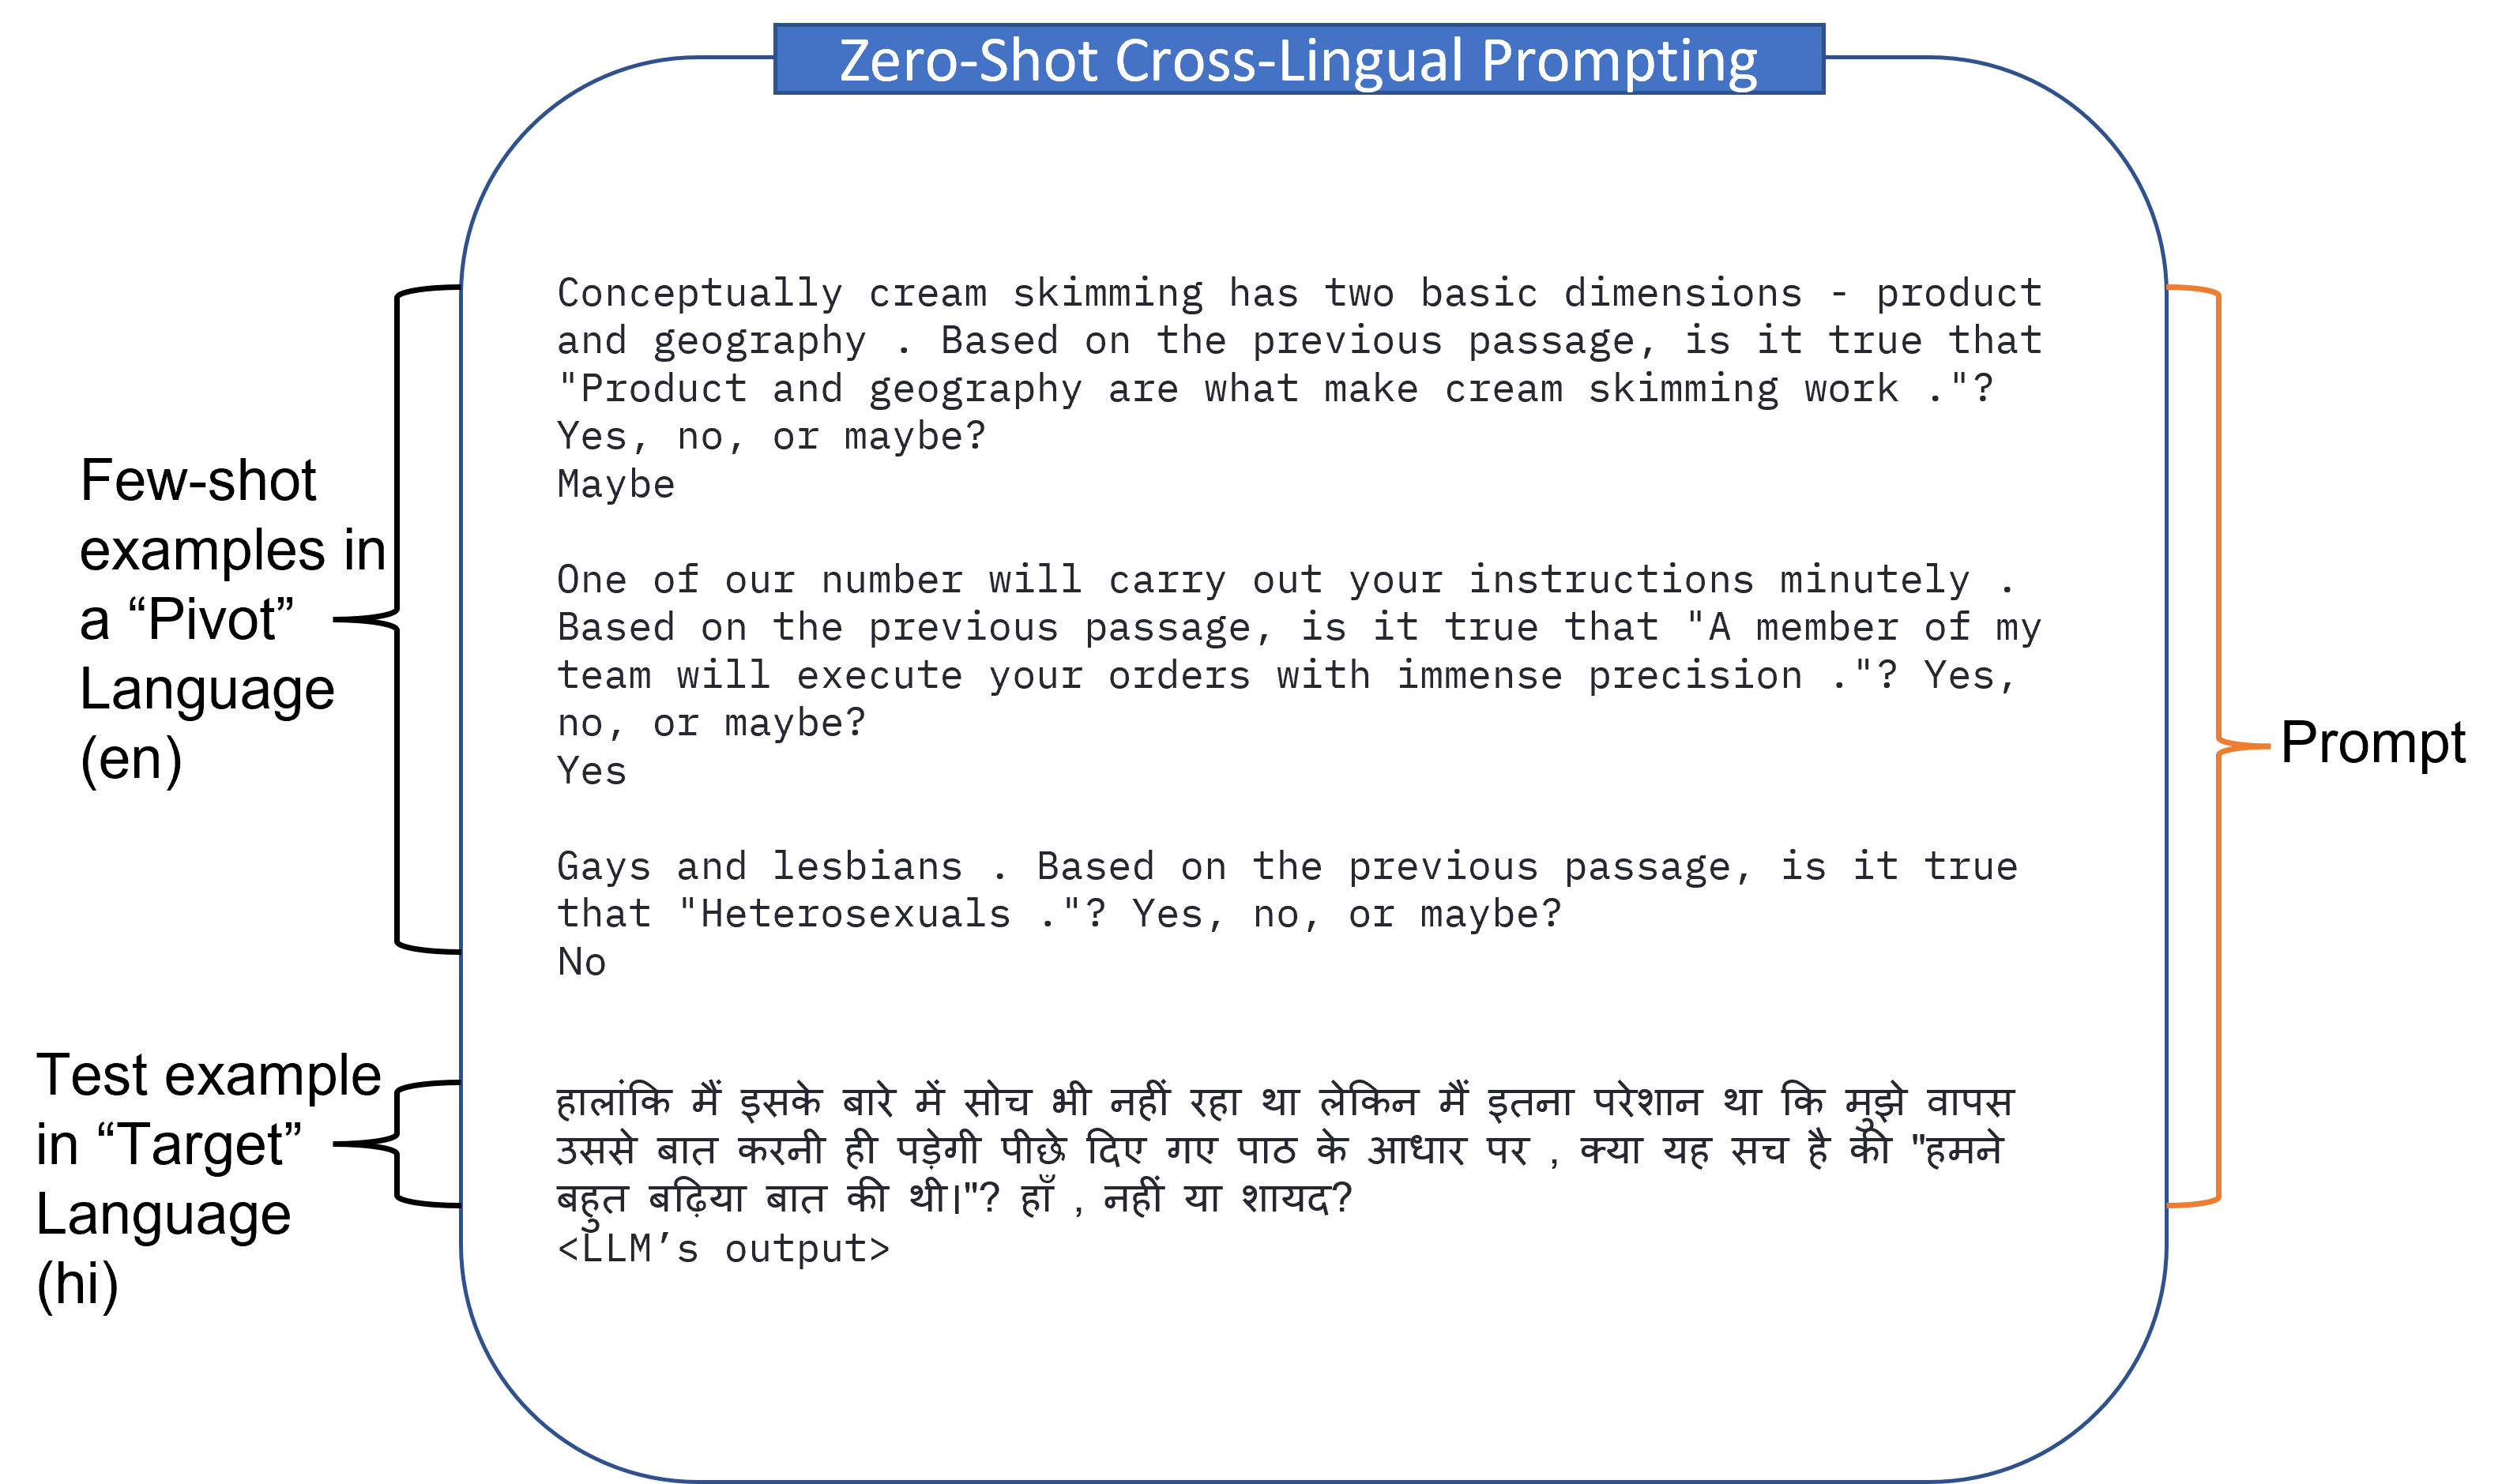 Zero-Shot Cross-Lingual Prompting
Conceptually cream skimming has two basic dimensions - product
and geography . Based on the previous passage, is it true that
"Product and geography are what make cream skimming work ."?
Yes, no, or maybe?
Maybe
One of our number will carry out your instructions minutely .
Based on the previous passage, is it true that "A member of my
team will execute your orders with immense precision ."? Yes,
no, or maybe?
Yes
Gays and lesbians . Based on the previous passage, is it true
that "Heterosexuals ."? Yes, no, or maybe?
No
हालांकि मैं इसके बारे में सोच भी नहीं रहा था लेकिन मैं इतना परेशान था कि मुझे वापस
उससे बात करनी ही पड़ेगी पीछे दिए गए पाठ के आधार पर , क्या यह सच है की "हमने
बहुत बढ़िया बात की थी।"? हाँ , नहीं या शायद?
<LLM’s output>
Few-shot
examples in
a “Pivot”
Language
(en)
Test example
in “Target”
Language
(hi)
Prompt